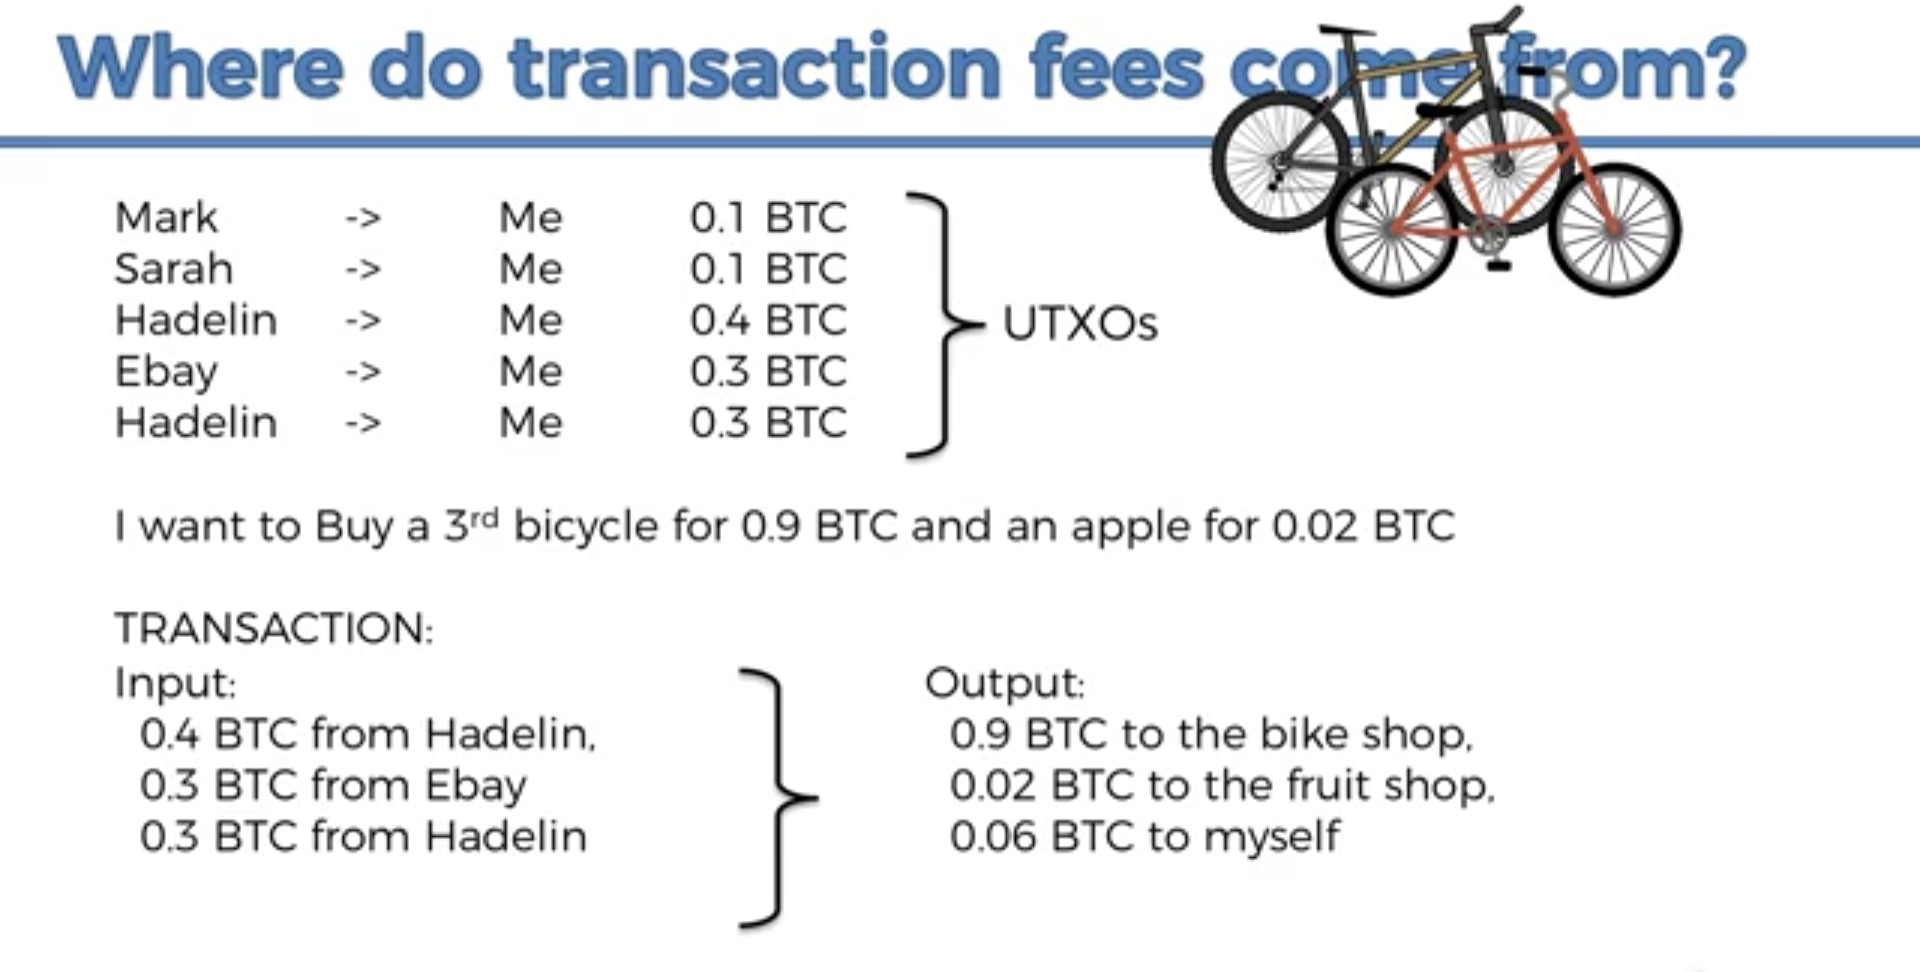 Where do transaction fees come from?
Mark -> Me 0.1 BTC
Sarah -> Me 0.1 BTC
Hadelin -> Me 0.4 BTC
Ebay -> Me 0.3 BTC
Hadelin -> Me 0.3 BTC
UTXOs
I want to Buy a 3rd bicycle for 0.9 BTC and an apple for 0.02 BTC
TRANSACTION:
Input:
0.4 BTC from Hadelin,
0.3 BTC from Ebay
0.3 BTC from Hadelin
Output:
0.9 BTC to the bike shop,
0.02 BTC to the fruit shop,
0.06 BTC to myself